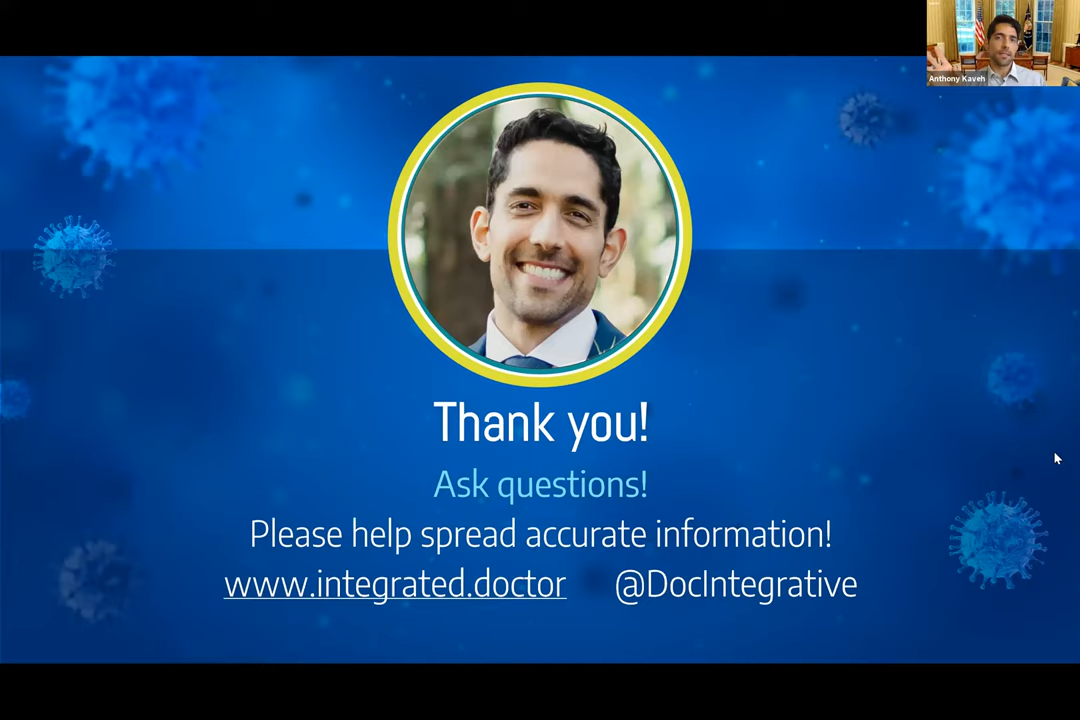 Anthony Kaveh
Thank you!
Ask questions!
Please help spread accurate information!
www.integrated.doctor @DocIntegrative